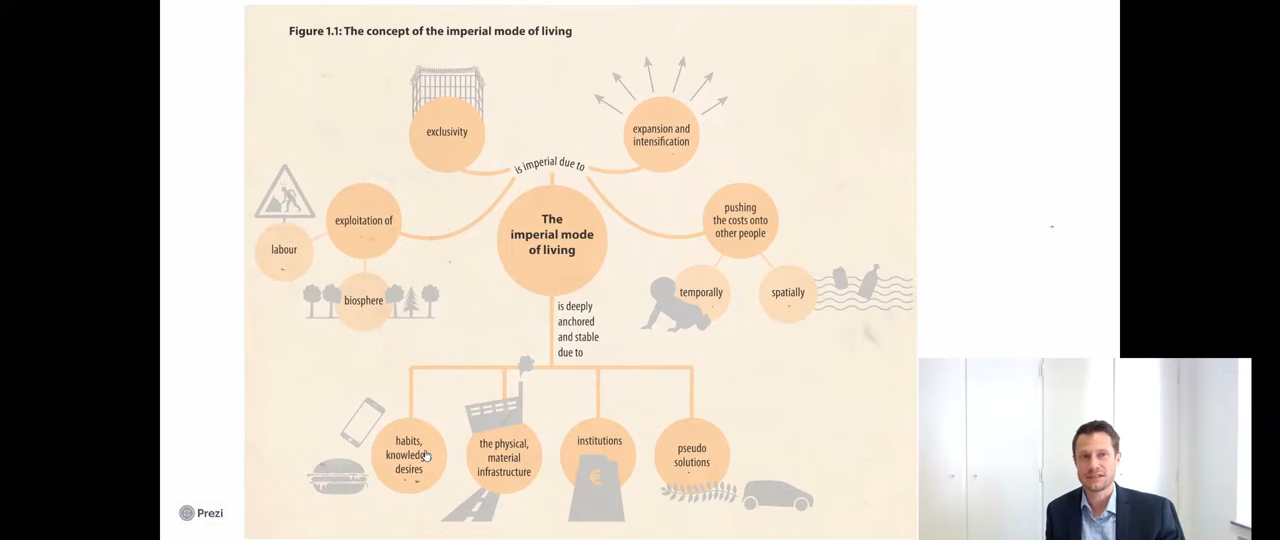 Figure 1.1: The concept of the imperial mode of living
exclusivity
expansion and
intensification
is imperial due to
exploitation of
labour
biosphere
The
imperial mode
of living
pushing
the costs onto
other people
temporally
spatially
is deeply
anchored
and stable
due to
habits,
knowledge
desires
the physical,
material
infrastructure
institutions
€
pseudo
solutions
Prezi